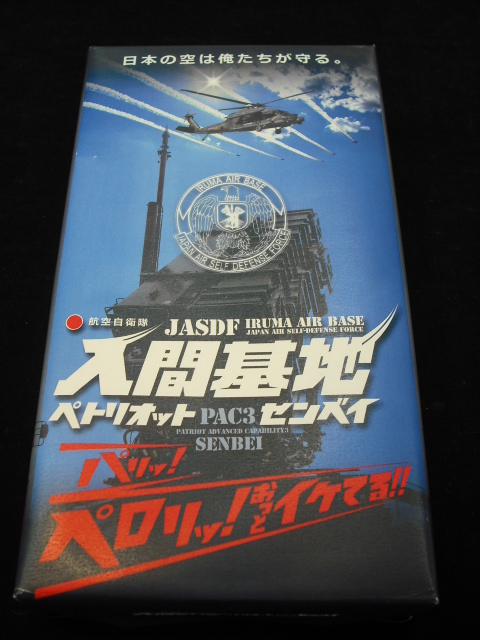 日本の空は俺たちが守る。
IRUMA AIR BASE
JAPAN AIR SELF DEFENSE FORCE
航空自衛隊 JASDF IRUMA AIR BASE
JAPAN AIR SELF-DEFENSE FORCE
入間基地
ペトリオット PAC3 センベイ
PATRIOT ADVANCED CAPABILITY3
SENBEI
パリッ!
ペロリッ!おっとイケてる!!